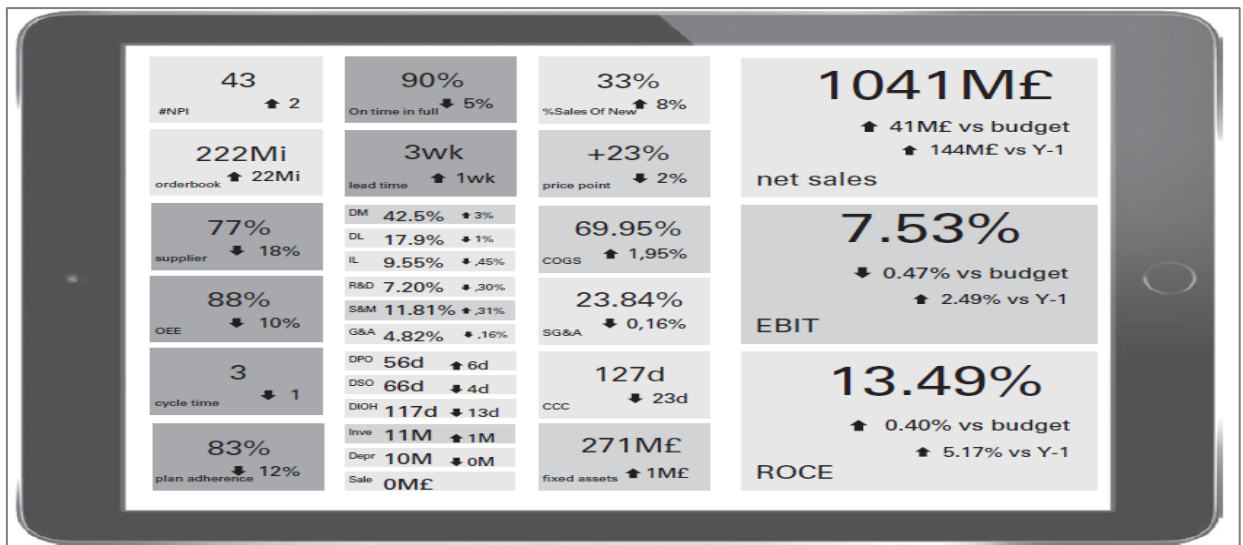 43
#NPI ⬆ 2
222Mi
orderbook ⬆ 22Mi
77%
supplier ⬇ 18%
88%
OEE ⬇ 10%
3
cycle time ⬇ 1
83%
plan adherence ⬇ 12%
90%
On time in full ⬇ 5%
3wk
lead time ⬆ 1wk
DM 42.5% ⬆ 3%
DL 17.9% ⬇ 1%
IL 9.55% ⬇ ,45%
R&D 7.20% ⬇ ,30%
S&M 11.81% ⬆ ,31%
G&A 4.82% ⬇ ,16%
DPO 56d ⬆ 6d
DSO 66d ⬇ 4d
DIOH 117d ⬇ 13d
Inve 11M ⬆ 1M
Depr 10M ⬇ 0M
Sale 0M£
33%
%Sales Of New ⬆ 8%
+23%
price point ⬇ 2%
69.95%
COGS ⬆ 1,95%
23.84%
SG&A ⬇ 0,16%
127d
CCC ⬇ 23d
271M£
fixed assets ⬆ 1M£
1041M£
⬆ 41M£ vs budget
⬆ 144M£ vs Y-1
net sales
7.53%
⬇ 0.47% vs budget
⬆ 2.49% vs Y-1
EBIT
13.49%
⬆ 0.40% vs budget
⬆ 5.17% vs Y-1
ROCE